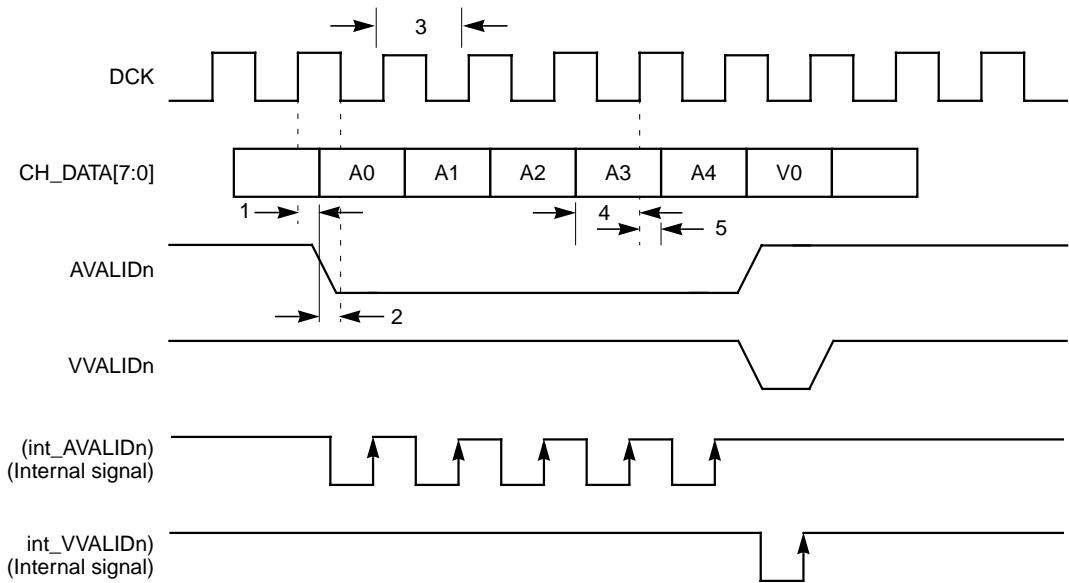 3
DCK
CH_DATA[7:0]
A0 A1 A2 A3 A4 V0
1
4
5
AVALIDn
2
VVALIDn
(int_AVALIDn)
(Internal signal)
int_VVALIDn)
(Internal signal)